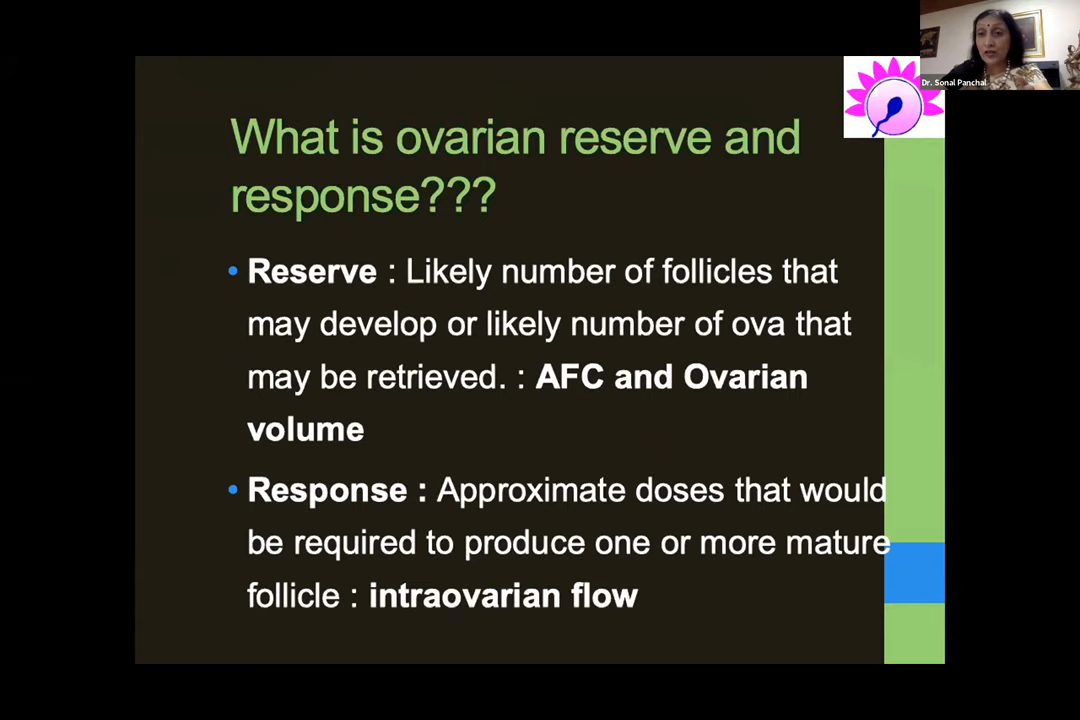 Dr. Sonal Panchal
What is ovarian reserve and
response???
• Reserve : Likely number of follicles that
may develop or likely number of ova that
may be retrieved. : AFC and Ovarian
volume
• Response : Approximate doses that would
be required to produce one or more mature
follicle : intraovarian flow